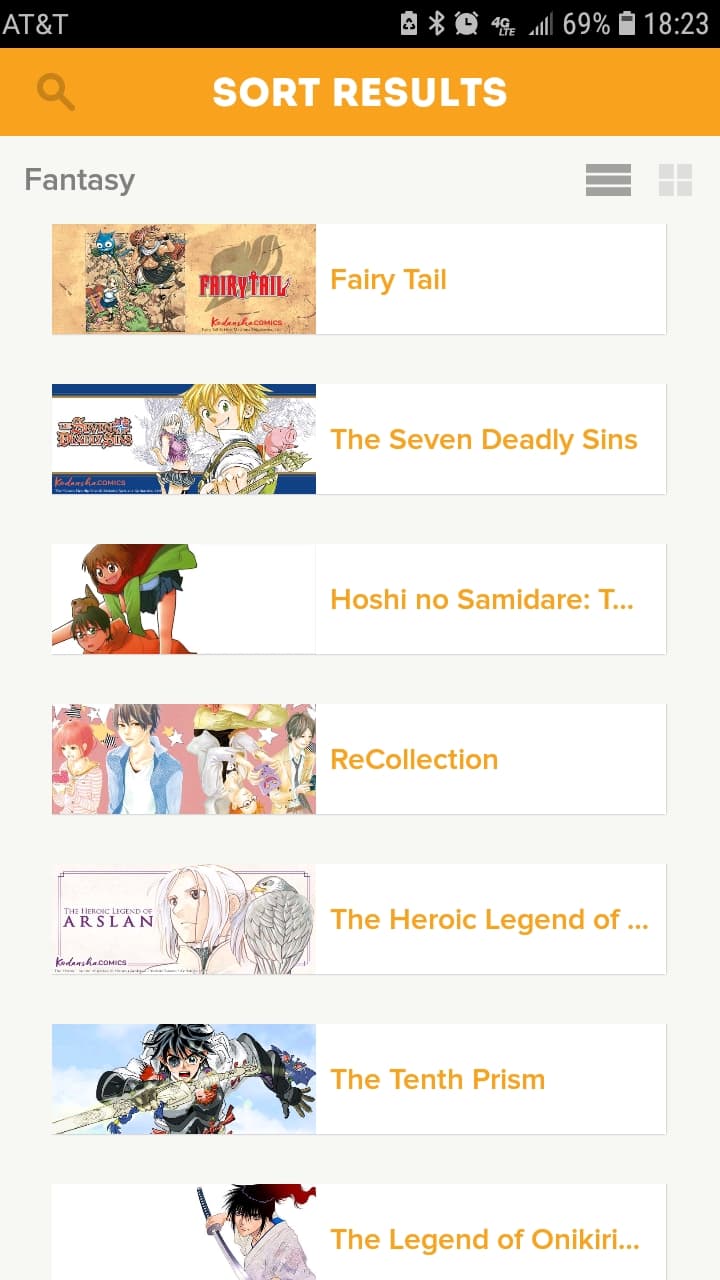 AT&T 4G LTE 69% 18:23
SORT RESULTS
Fantasy
FAIRY TAIL
Kodansha COMICS
Fairy Tail
THE SEVEN DEADLY SINS
Kodansha COMICS
The Seven Deadly Sins
Hoshi no Samidare: T...
ReCollection
THE HEROIC LEGEND OF
ARSLAN
Kodansha COMICS
The Heroic Legend of ...
The Tenth Prism
The Legend of Onikiri...